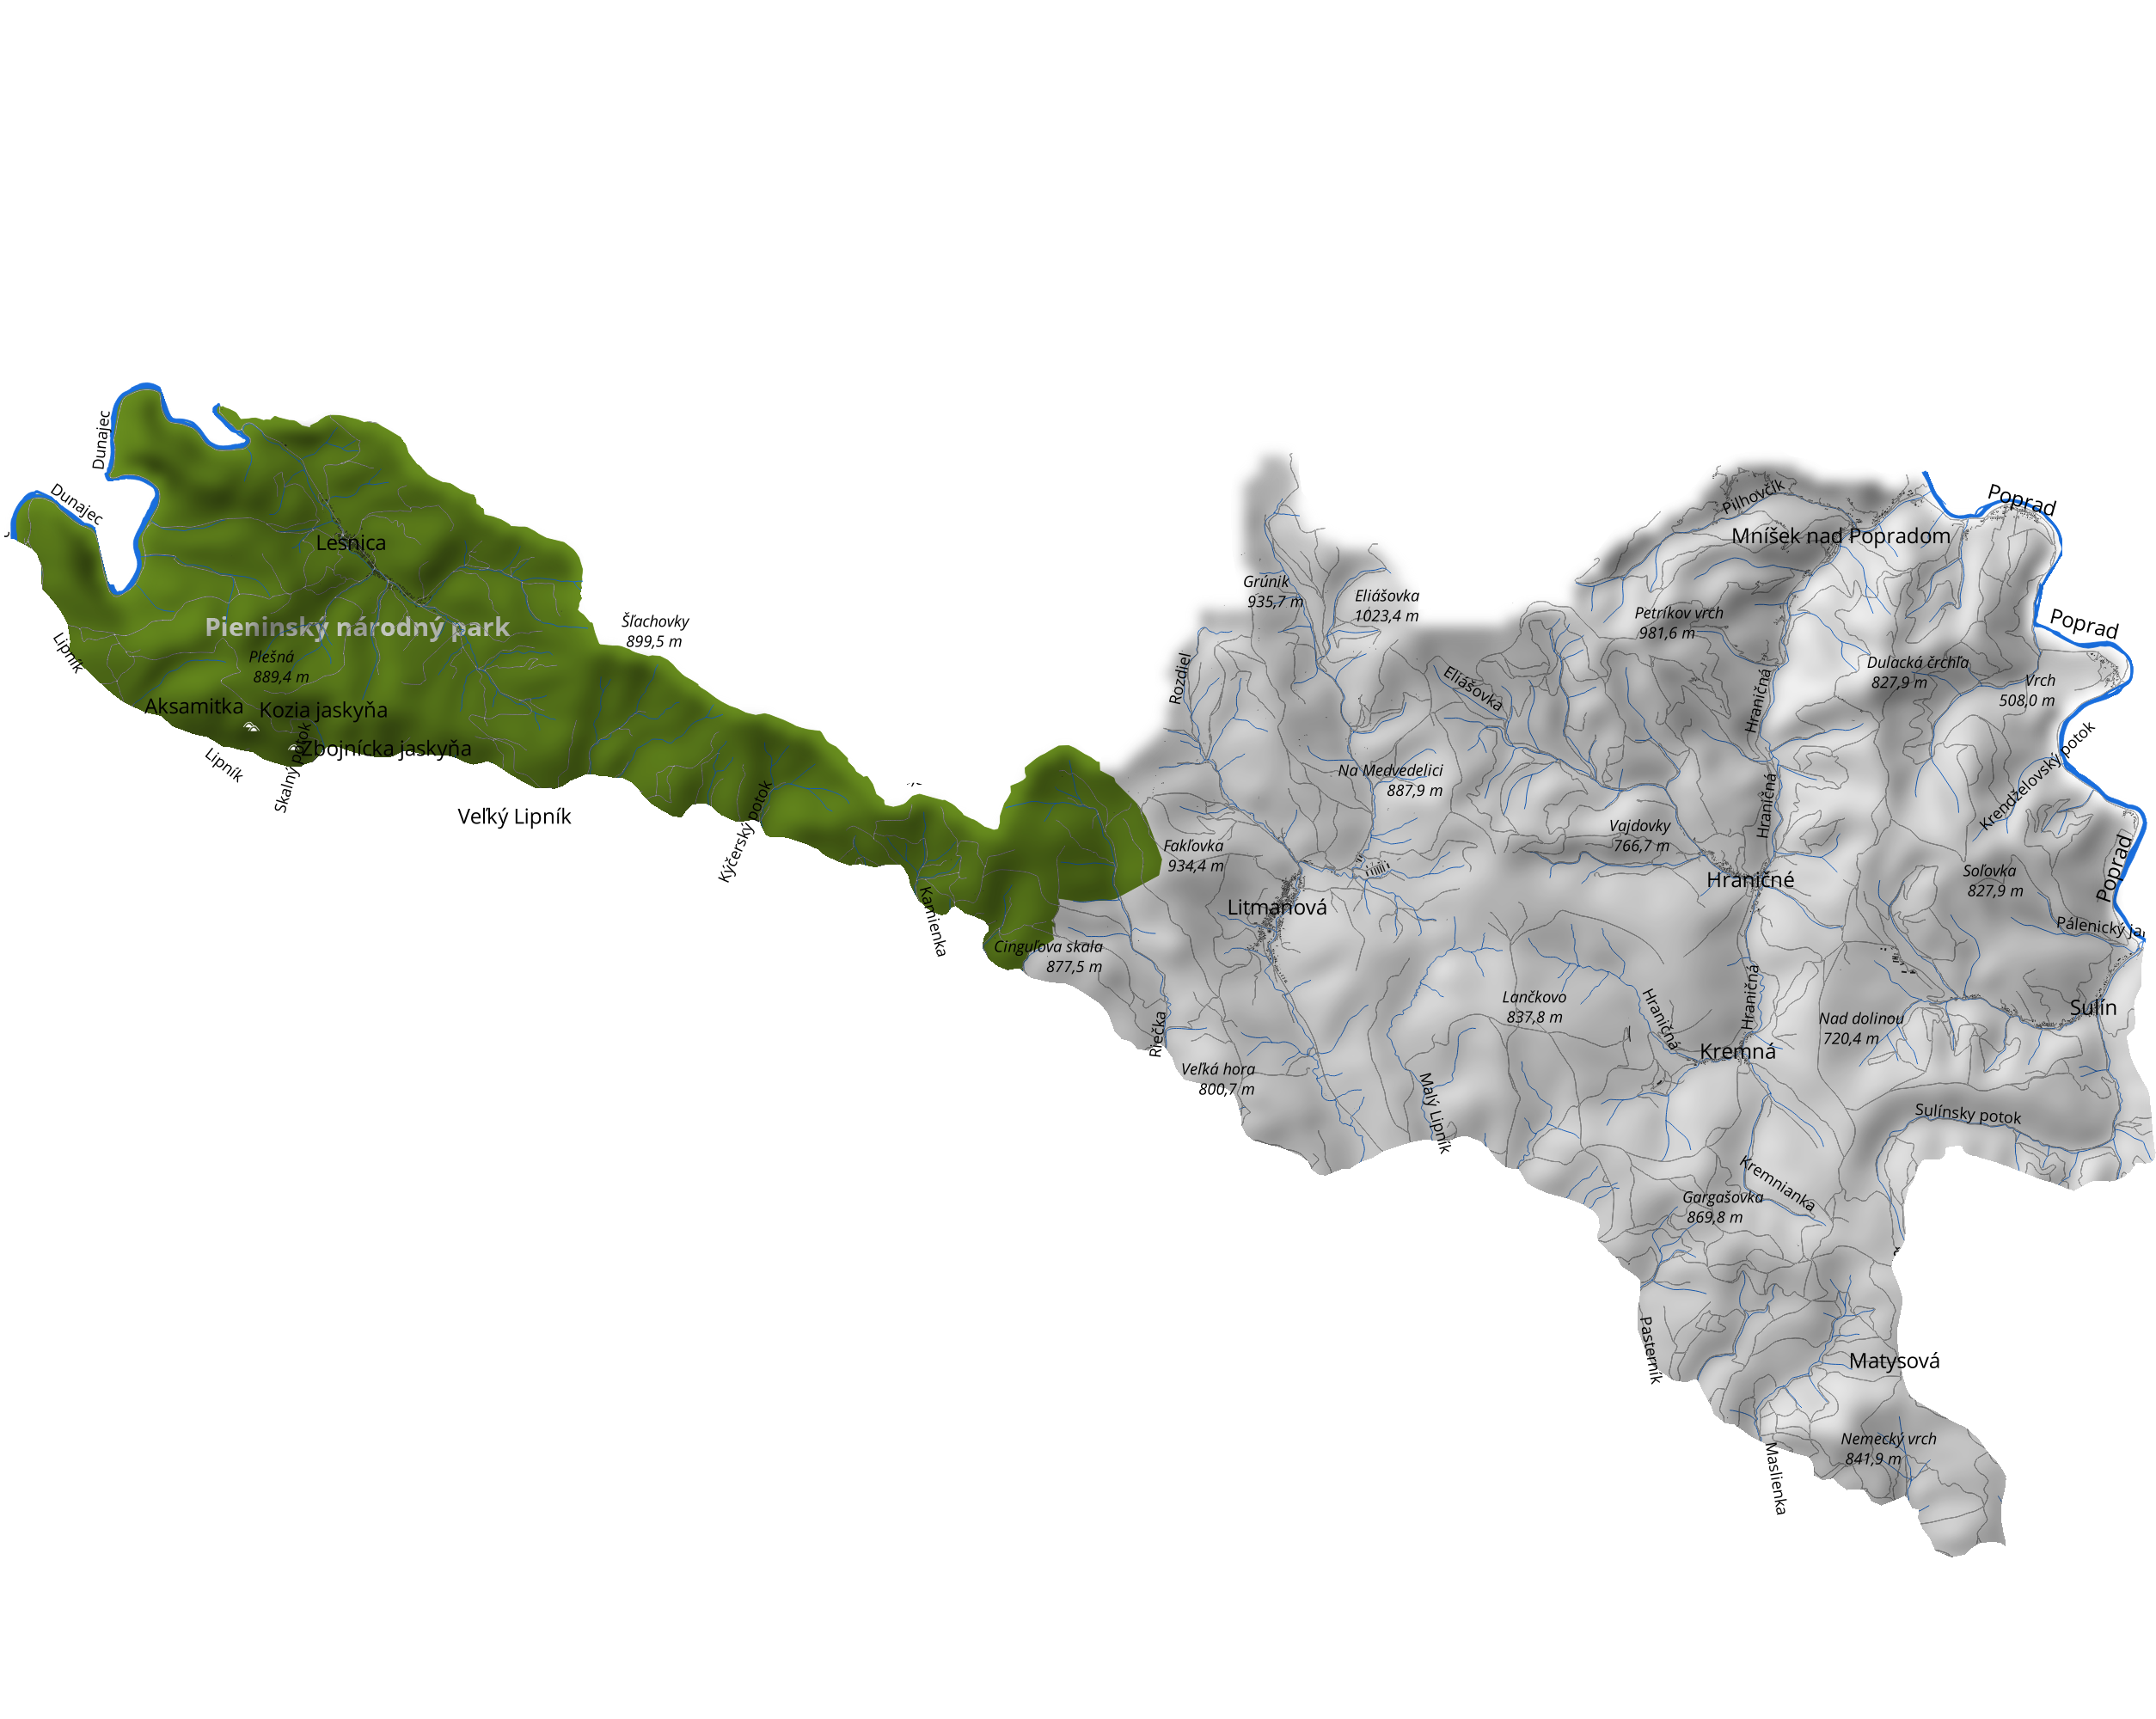 Dunajec
Dunajec
Lesnica
Pieninský národný park
Plešná
889,4 m
Šľachovky
899,5 m
Lipník
Aksamitka
Kozia jaskyňa
Zbojnícka jaskyňa
Lipník
Skalný potok
Veľký Lipník
Kýčerský potok
Kamienka
Cinguľova skala
877,5 m
Riečka
Rozdiel
Grúnik
935,7 m
Eliášovka
1023,4 m
Eliášovka
Na Medvedelici
887,9 m
Fakľovka
934,4 m
Litmanová
Veľká hora
800,7 m
Malý Lipník
Lančkovo
837,8 m
Pilhovčík
Mníšek nad Popradom
Poprad
Petríkov vrch
981,6 m
Hraničná
Hraničná
Poprad
Dulacká črchľa
827,9 m
Vrch
508,0 m
Krendželovský potok
Vajdovky
766,7 m
Hraničné
Soľovka
827,9 m
Poprad
Pálenický
Hraničná
Hraničná
Kremná
Nad dolinou
720,4 m
Sulín
Sulínsky potok
Kremnianka
Gargašovka
869,8 m
Pasterník
Matysová
Nemecký vrch
841,9 m
Maslienka